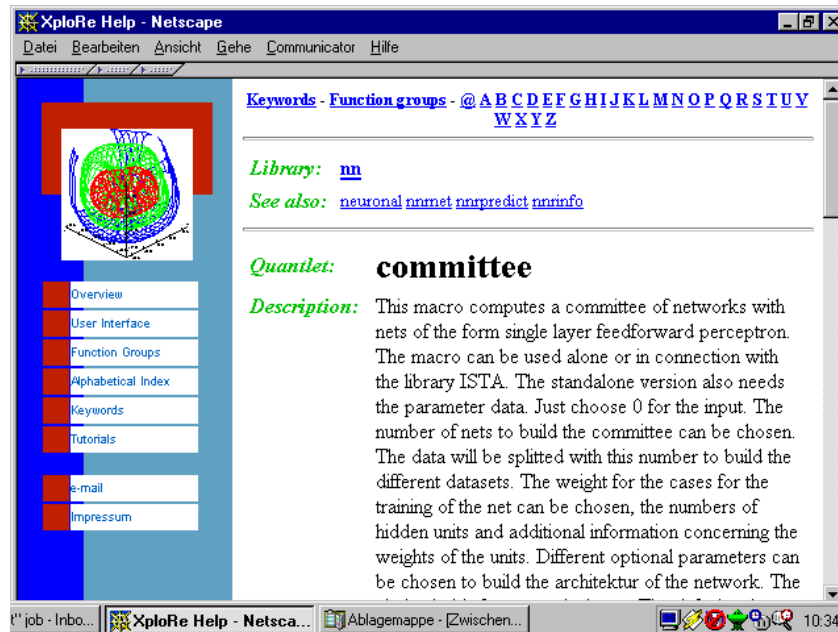 XploRe Help - Netscape
Datei Bearbeiten Ansicht Gehe Communicator Hilfe
Keywords - Function groups - @ A B C D E F G H I J K L M N O P Q R S T U V
W X Y Z
Library: nn
See also: neuronal nnrnet nnrpredict nnrinfo
Overview
User Interface
Function Groups
Alphabetical Index
Keywords
Tutorials
e-mail
Impressum
Quantlet: committee
Description: This macro computes a committee of networks with
nets of the form single layer feedforward perceptron.
The macro can be used alone or in connection with
the library ISTA. The standalone version also needs
the parameter data. Just choose 0 for the input. The
number of nets to build the committee can be chosen.
The data will be splitted with this number to build the
different datasets. The weight for the cases for the
training of the net can be chosen, the numbers of
hidden units and additional information concerning the
weights of the units. Different optional parameters can
be chosen to build the architektur of the network. The
t" job - Inbo... XploRe Help - Netsca... Ablagemappe - [Zwischen... 10:39